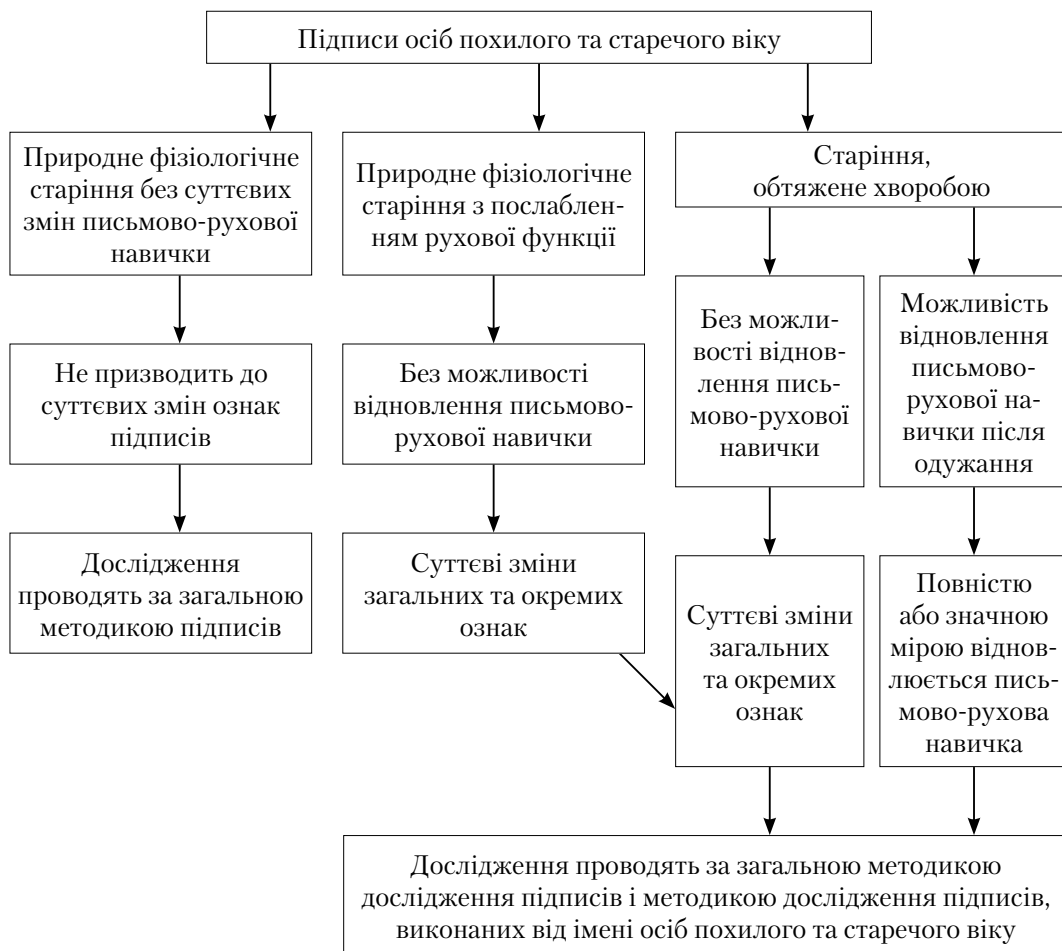 Підписи осіб похилого та старечого віку
Природне фізіологічне
старіння без суттєвих
змін письмово-рухової
навички
Природне фізіологічне
старіння з послаблен-
ням рухової функції
Старіння,
обтяжене хворобою
Не призводить до
суттєвих змін ознак
підписів
Без можливості
відновлення письмово-
рухової навички
Без можли-
вості віднов-
лення пись-
мово-рухової
навички
Можливість
відновлення
письмово-
рухової на-
вички після
одужання
Дослідження
проводять за загальною
методикою підписів
Суттєві зміни
загальних та окремих
ознак
Суттєві зміни
загальних
та окремих
ознак
Повністю
або значною
мірою віднов-
люється пись-
мово-рухова
навичка
Дослідження проводять за загальною методикою
дослідження підписів і методикою дослідження підписів,
виконаних від імені осіб похилого та старечого віку